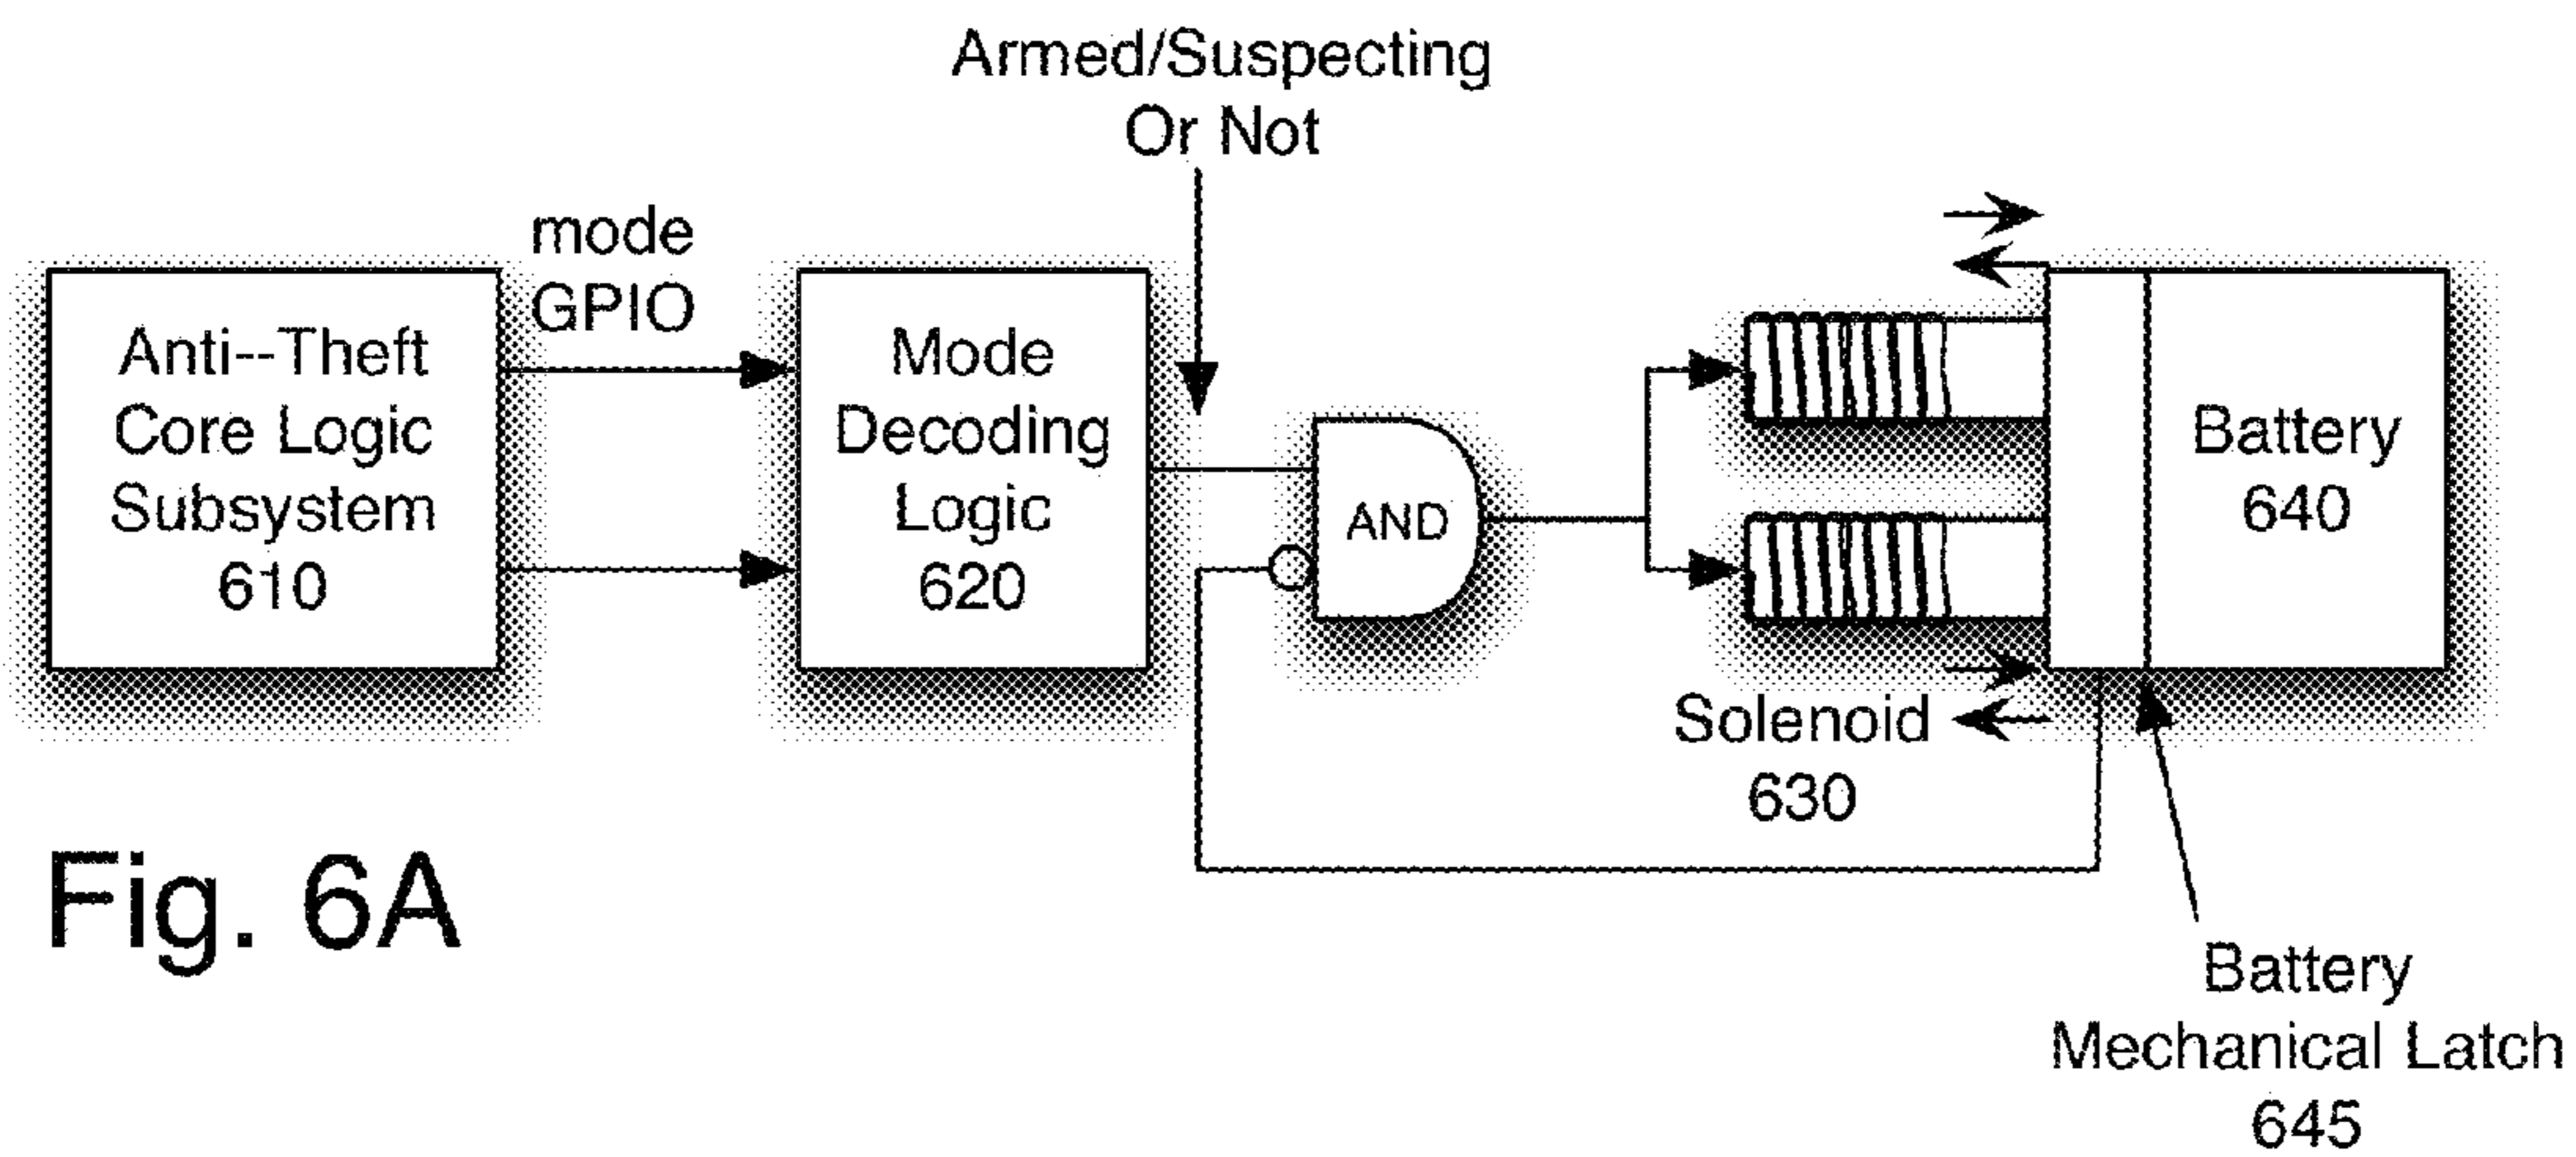 Armed/Suspecting
Or Not
mode
GPIO
Anti--Theft
Core Logic
Subsystem
610
Mode
Decoding
Logic
620
AND
Battery
640
Solenoid
630
Fig. 6A
Battery
Mechanical Latch
645